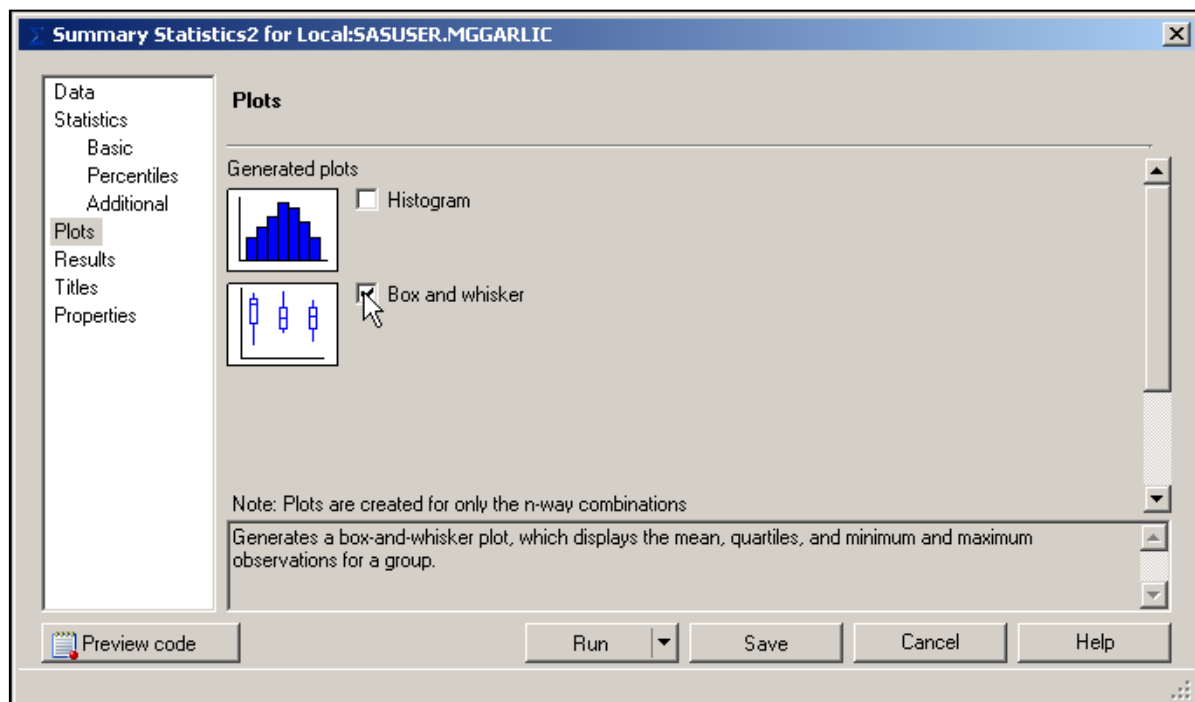 Summary Statistics2 for Local:SASUSER.MGGARLIC
Data
Statistics
Basic
Percentiles
Additional
Plots
Results
Titles
Properties
Plots
Generated plots
Histogram
Box and whisker
Note: Plots are created for only the n-way combinations
Generates a box-and-whisker plot, which displays the mean, quartiles, and minimum and maximum
observations for a group.
Preview code
Run
Save
Cancel
Help